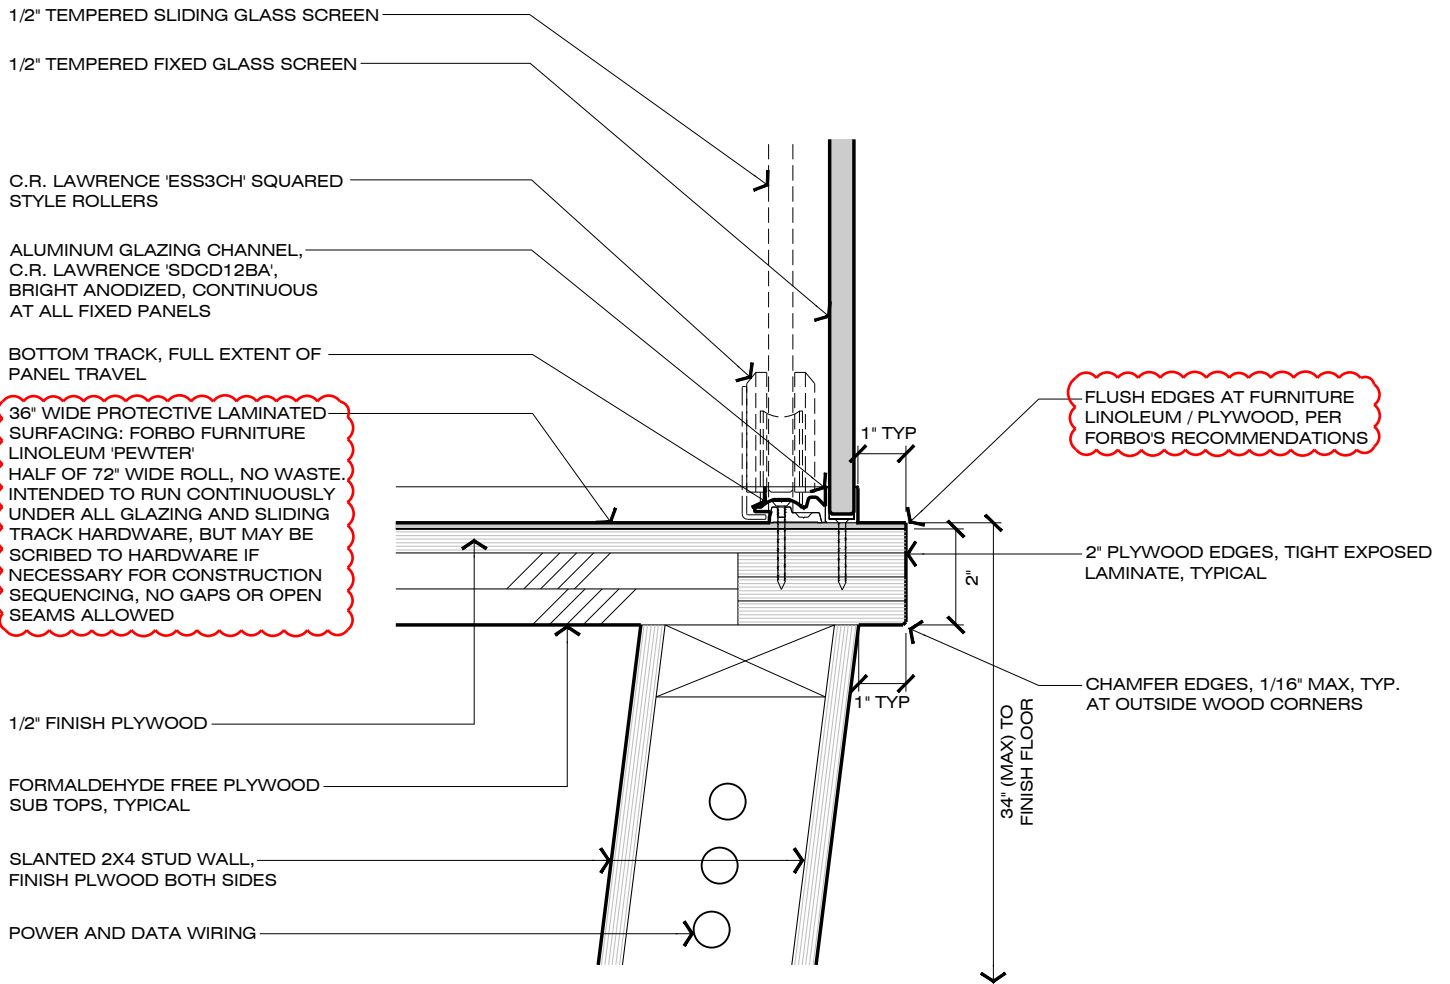 1/2" TEMPERED SLIDING GLASS SCREEN
1/2" TEMPERED FIXED GLASS SCREEN
C.R. LAWRENCE 'ESS3CH' SQUARED
STYLE ROLLERS
ALUMINUM GLAZING CHANNEL,
C.R. LAWRENCE 'SDCD12BA',
BRIGHT ANODIZED, CONTINUOUS
AT ALL FIXED PANELS
BOTTOM TRACK, FULL EXTENT OF
PANEL TRAVEL
36" WIDE PROTECTIVE LAMINATED
SURFACING: FORBO FURNITURE
LINOLEUM 'PEWTER'
HALF OF 72" WIDE ROLL, NO WASTE.
INTENDED TO RUN CONTINUOUSLY
UNDER ALL GLAZING AND SLIDING
TRACK HARDWARE, BUT MAY BE
SCRIBED TO HARDWARE IF
NECESSARY FOR CONSTRUCTION
SEQUENCING, NO GAPS OR OPEN
SEAMS ALLOWED
1/2" FINISH PLYWOOD
FORMALDEHYDE FREE PLYWOOD
SUB TOPS, TYPICAL
SLANTED 2X4 STUD WALL,
FINISH PLWOOD BOTH SIDES
POWER AND DATA WIRING
1" TYP
FLUSH EDGES AT FURNITURE
LINOLEUM / PLYWOOD, PER
FORBO'S RECOMMENDATIONS
2" PLYWOOD EDGES, TIGHT EXPOSED
LAMINATE, TYPICAL
2"
CHAMFER EDGES, 1/16" MAX, TYP.
AT OUTSIDE WOOD CORNERS
1" TYP
34" (MAX) TO
FINISH FLOOR